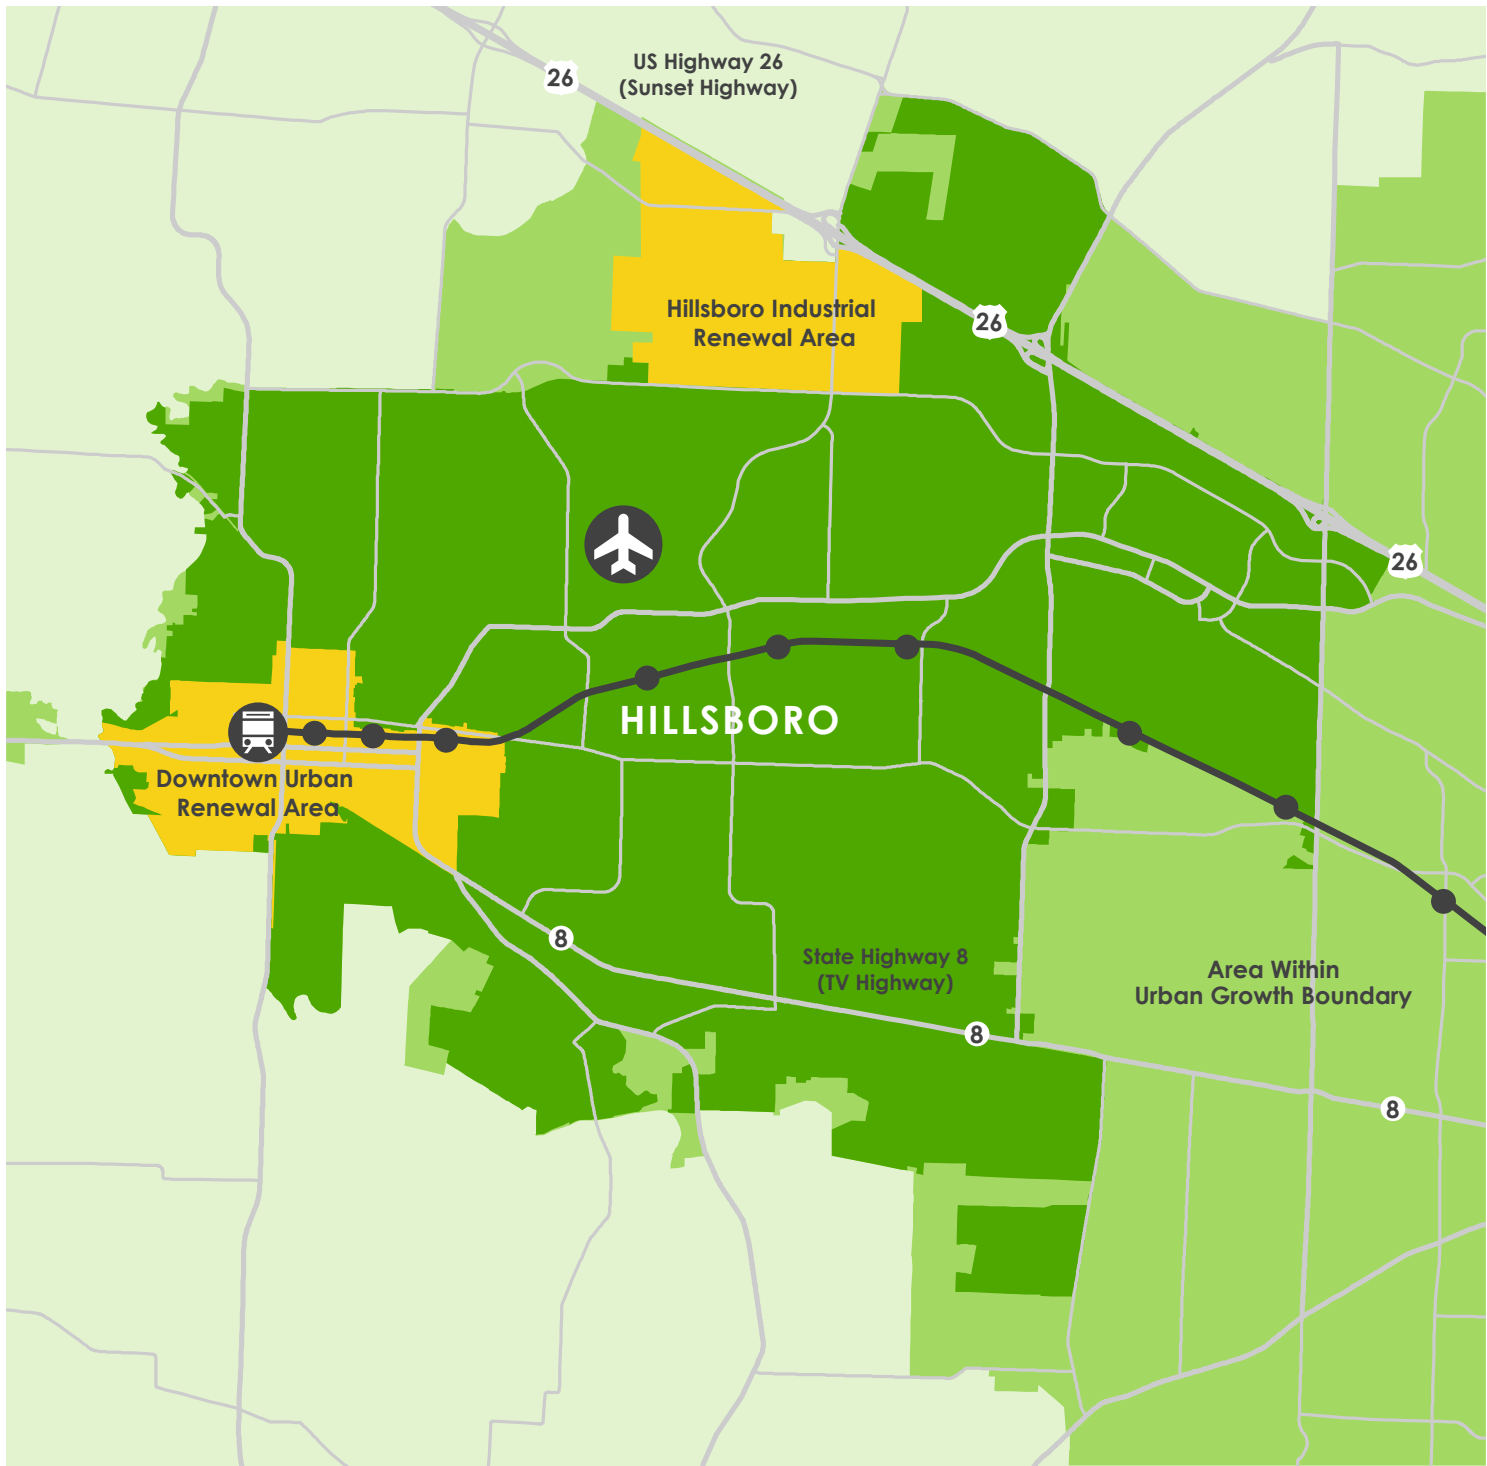 US Highway 26
(Sunset Highway)
26
Hillsboro Industrial
Renewal Area
26
26
HILLSBORO
Downtown Urban
Renewal Area
8
State Highway 8
(TV Highway)
Area Within
Urban Growth Boundary
8
8